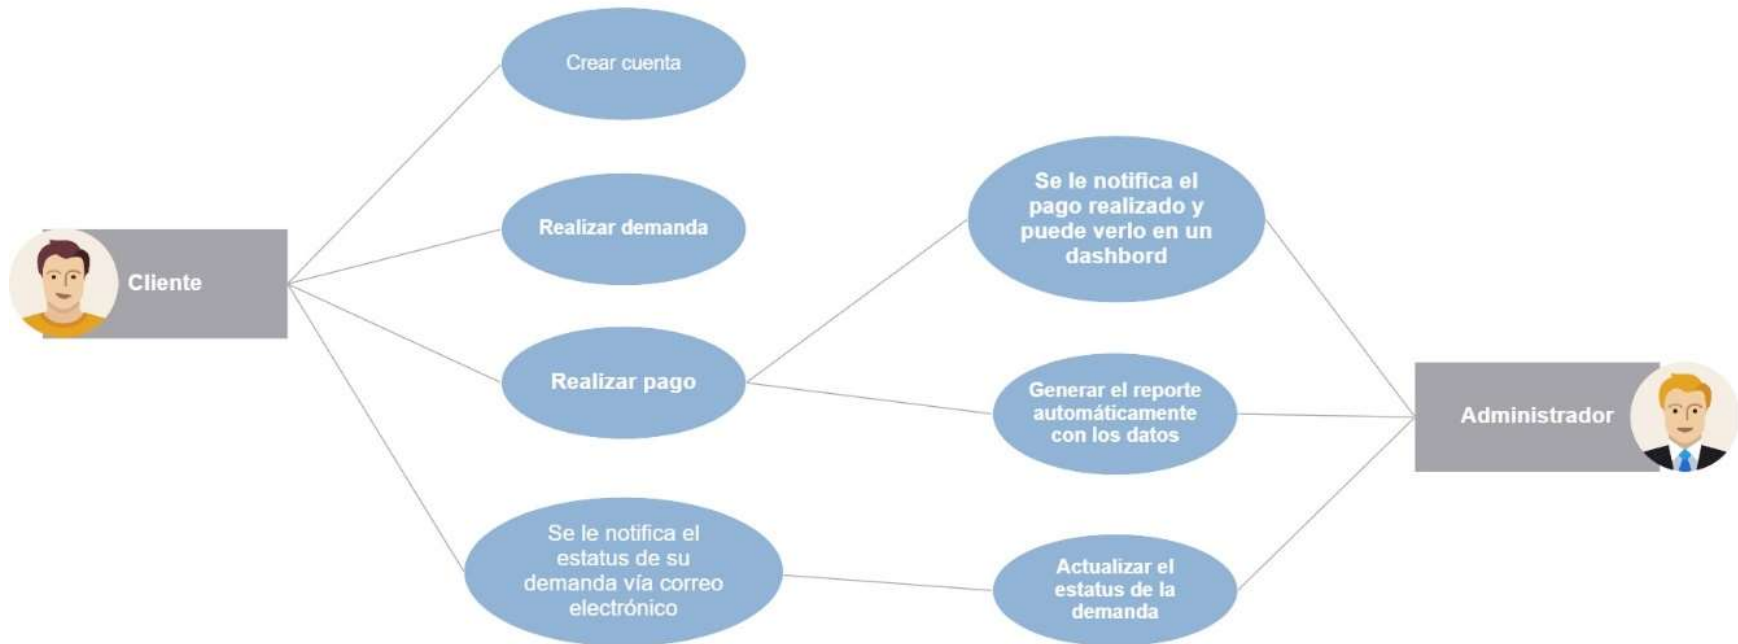 Crear cuenta
Realizar demanda
Cliente
Realizar pago
Se le notifica el
estatus de su
demanda vía correo
electrónico
Se le notifica el
pago realizado y
puede verlo en un
dashbord
Generar el reporte
automáticamente
con los datos
Actualizar el
estatus de la
demanda
Administrador